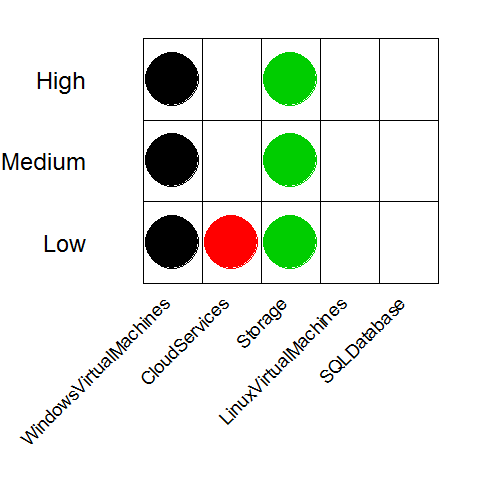 High
Medium
Low
WindowsVirtualMachines
CloudServices
Storage
LinuxVirtualMachines
SQLDatabase